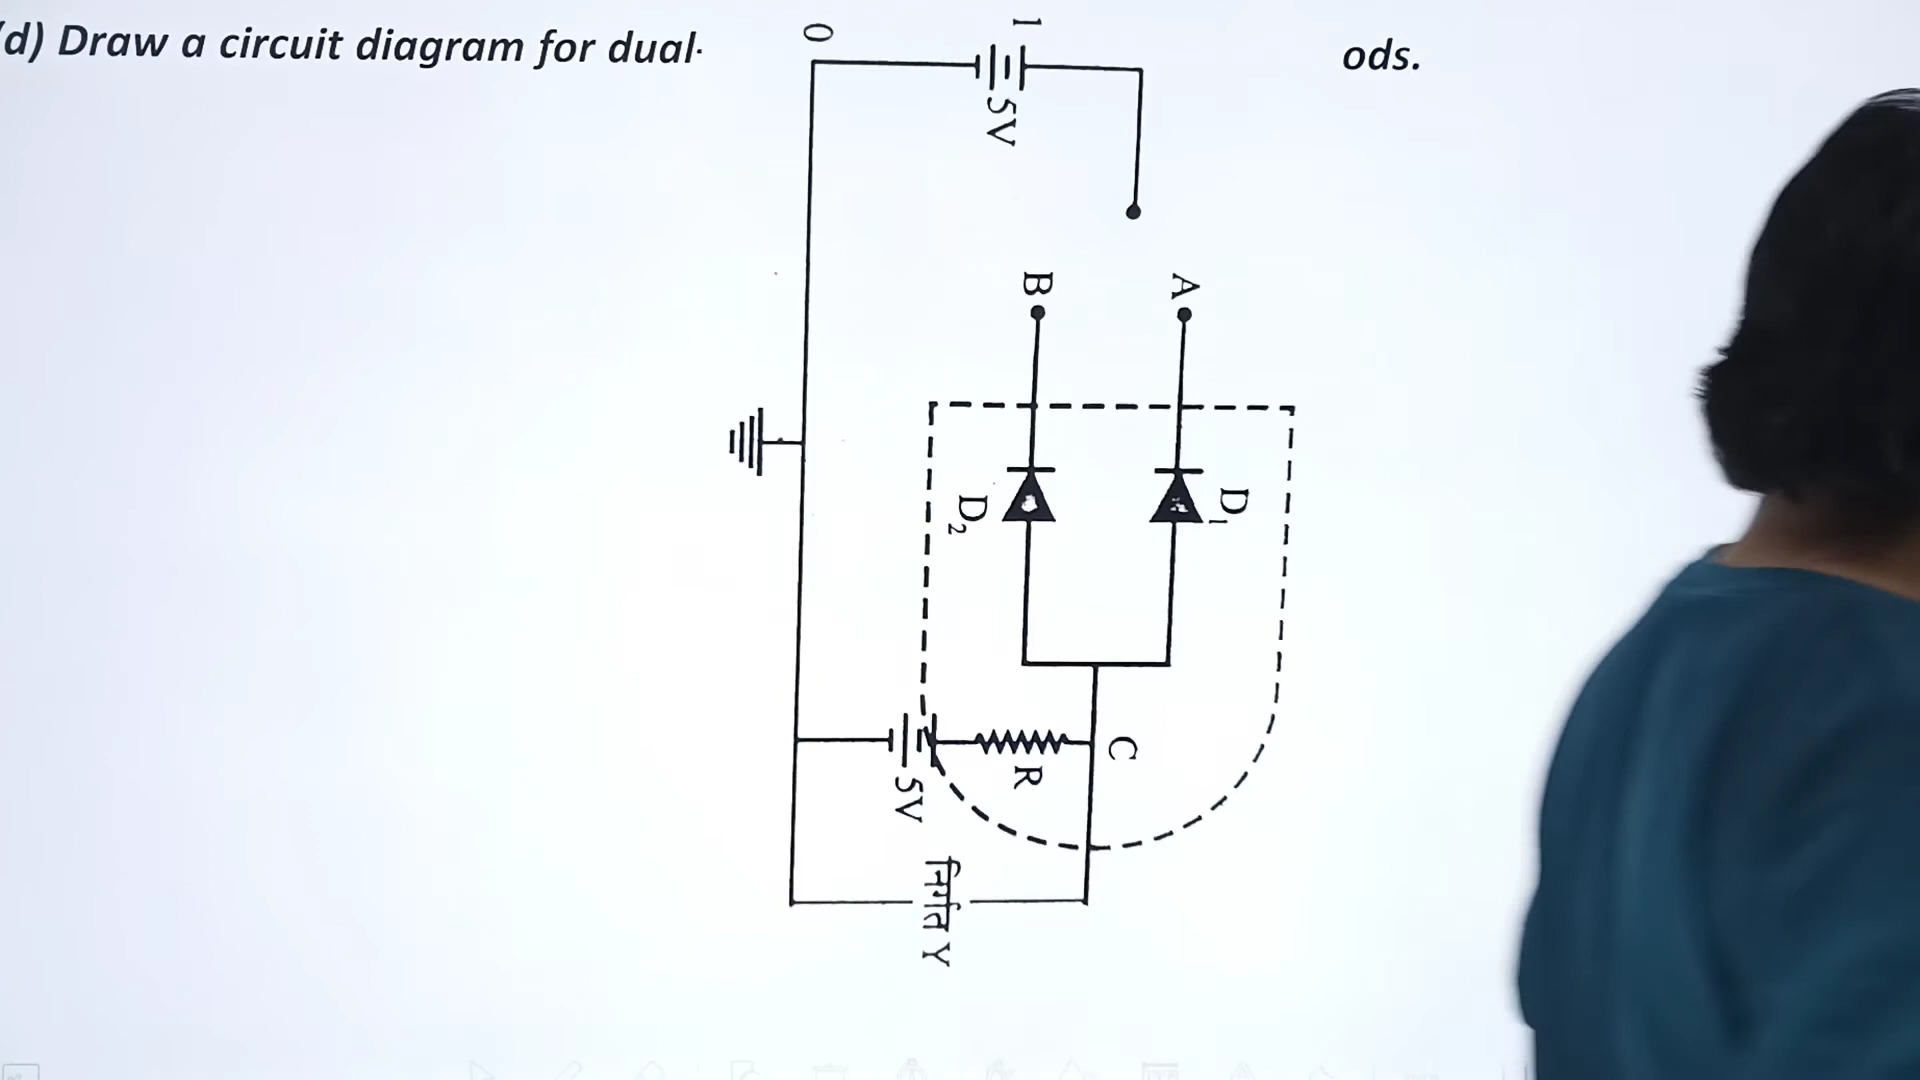 (d) Draw a circuit diagram for dual-
ods.
0
1
5V
B
A
D₂
D₁
C
R
5V
निर्गत Y